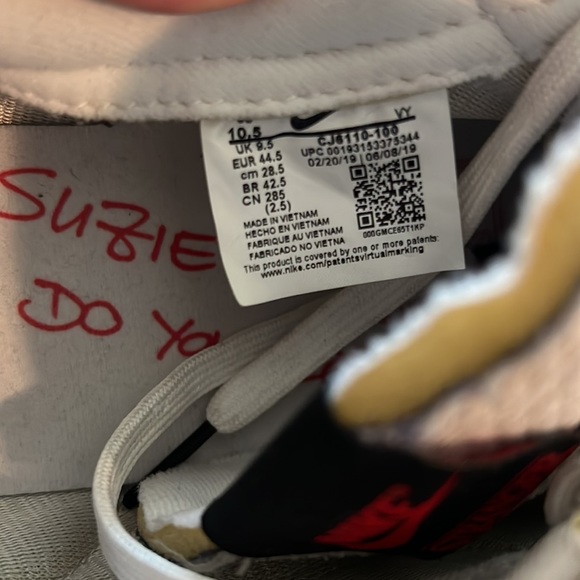 VY
10.5
CJ6110-100
UK 9.5
UPC 00193153375344
EUR 44.5
02/20/19 | 06/08/19
cm 28.5
BR 42.5
CN 285
(2.5)
MADE IN VIETNAM
HECHO EN VIETNAM
FABRIQUE AU VIETNAM
FABRICADO NO VIETNA
000GMCE65T1KP
This product is covered by one or more patents:
www.nike.com/patentsvirtualmarking
SUZIE
DO YOU